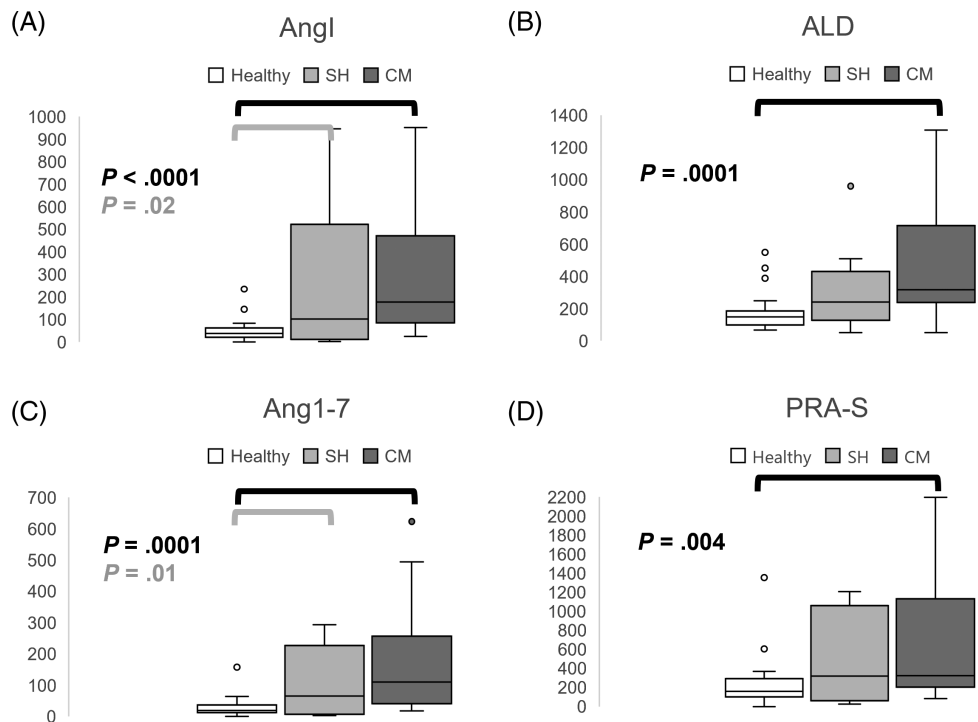 (A)
AngI
Healthy SH CM
1000
900
800
700
600
500
400
300
200
100
0
P < .0001
P = .02
(B)
ALD
Healthy SH CM
1400
1200
1000
800
600
400
200
0
P = .0001
(C)
Ang1-7
Healthy SH CM
700
600
500
400
300
200
100
0
P = .0001
P = .01
(D)
PRA-S
Healthy SH CM
2200
2000
1800
1600
1400
1200
1000
800
600
400
200
0
P = .004